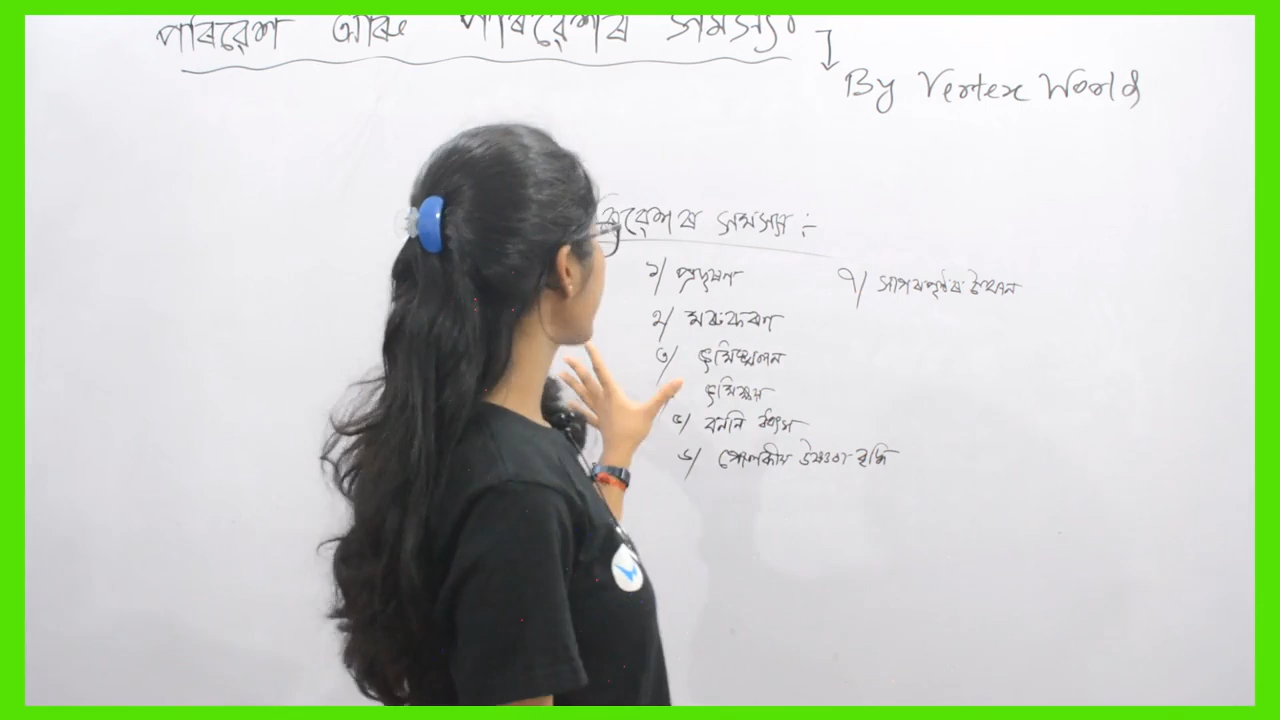 পৰিৱেশ আৰু পৰিৱেশৰ সমস্যা
By Vertex World
ৰিৱেশৰ সমস্যা :-
১/ প্ৰদূষণ
২/ মৰুকৰণ
৩/ ভূমিস্খলন
ভূমিক্ষয়
৫/ বননি ধ্বংস
৬/ গোলকীয় উষ্ণতা বৃদ্ধি
৭/ সাগৰপৃষ্ঠৰ উত্থান